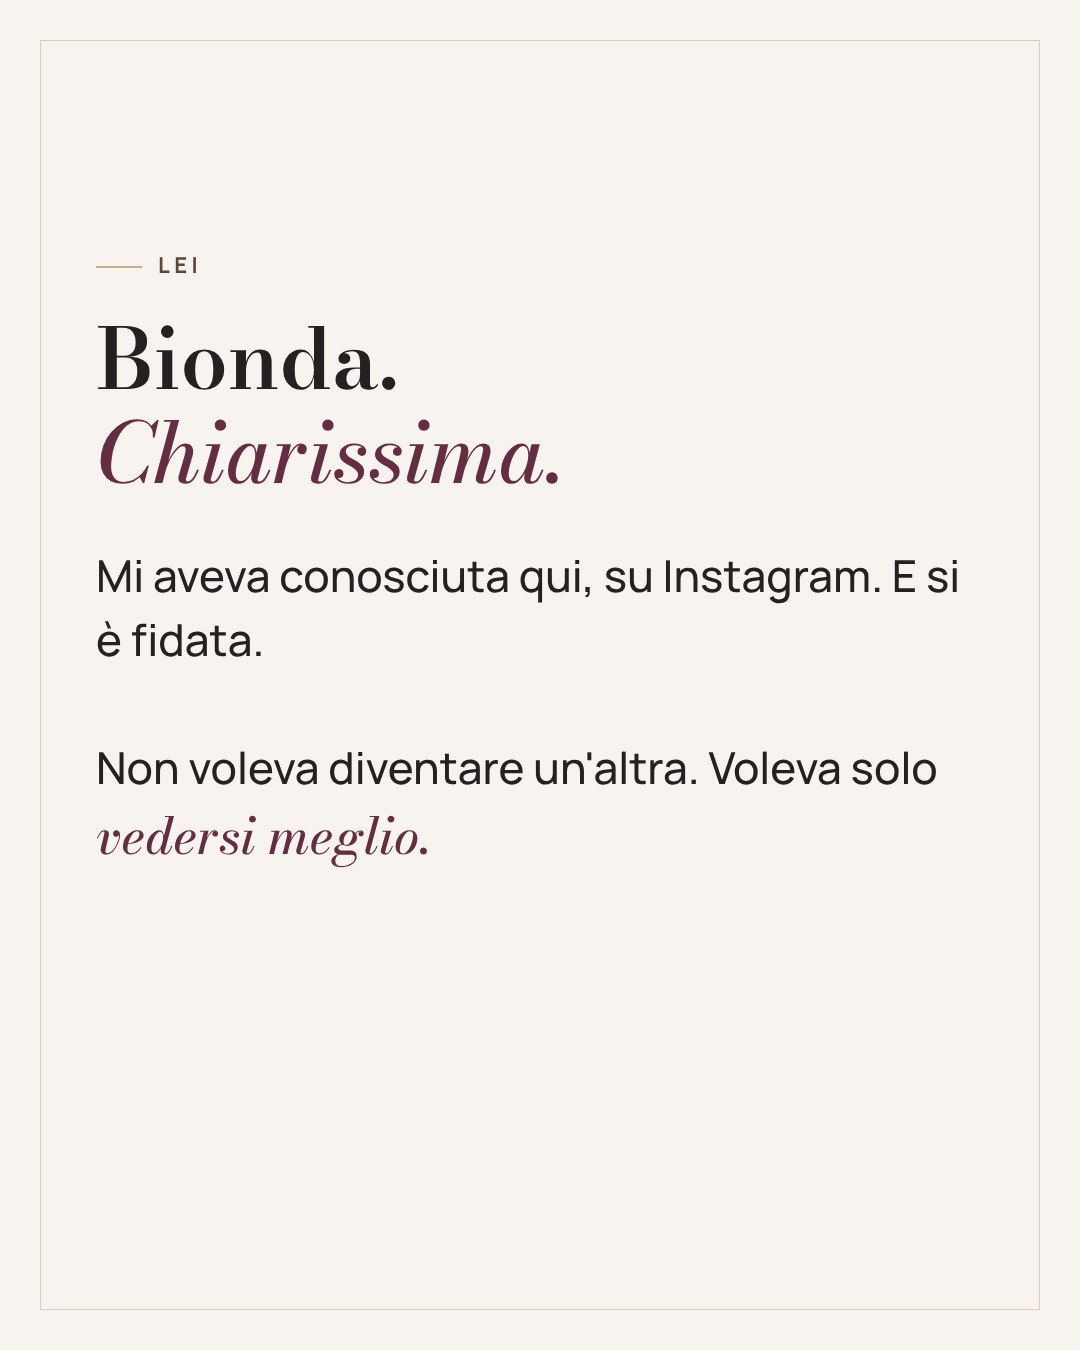 LEI
Bionda.
Chiarissima.
Mi aveva conosciuta qui, su Instagram. E si
è fidata.
Non voleva diventare un'altra. Voleva solo
vedersi meglio.